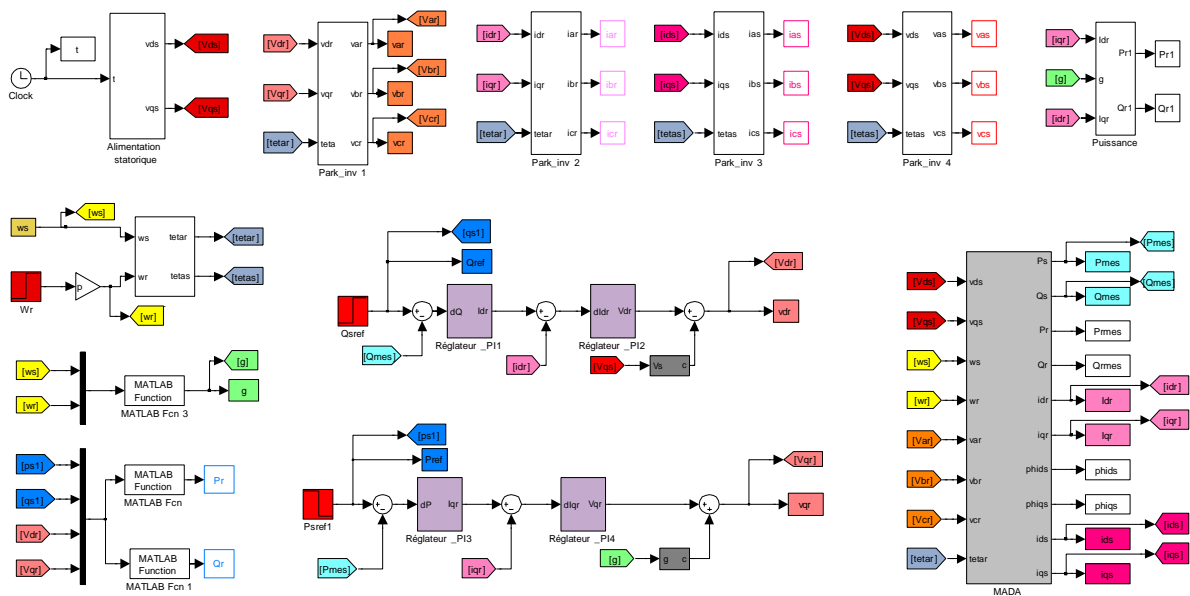 t
Clock
t
vds
vqs
Alimentation
statorique
[Vds]
[Vqs]
[Vdr]
[Vqr]
[tetar]
vdr
vqr
teta
var
vbr
vcr
Park_inv 1
[Var]
var
[Vbr]
vbr
[Vcr]
vcr
[idr]
[iqr]
[tetar]
idr
iqr
tetar
iar
ibr
icr
Park_inv 2
iar
ibr
icr
[ids]
[iqs]
[tetas]
ids
iqs
tetas
ias
ibs
ics
Park_inv 3
ias
ibs
ics
[Vds]
[Vqs]
[tetas]
vds
vqs
tetas
vas
vbs
vcs
Park_inv 4
vas
vbs
vcs
[iqr]
[g]
[idr]
Idr
g
Iqr
Pr1
Qr1
Puissance
Pr1
Qr1
ws
[ws]
Wr
p
[wr]
ws
wr
tetar
tetas
[tetar]
[tetas]
[ws]
[wr]
MATLAB
Function
MATLAB Fcn 3
[g]
g
[ps1]
[qs1]
[Vdr]
[Vqr]
MATLAB
Function
MATLAB Fcn
Pr
MATLAB
Function
MATLAB Fcn 1
Qr
[qs1]
Qref
Qsref
[Qmes]
dQ
Idr
Réglateur _PI1
[idr]
dIdr
Vdr
Réglateur _PI2
[Vqs]
Vs
c
[Vdr]
vdr
[ps1]
Pref
Psref1
[Pmes]
dP
Iqr
Réglateur _PI3
[iqr]
dIqr
Vqr
Réglateur _PI4
[g]
g
c
[Vqr]
vqr
[Vds]
[Vqs]
[ws]
[wr]
[Var]
[Vbr]
[Vcr]
[tetar]
vds
vqs
ws
wr
var
vbr
vcr
tetar
Ps
Qs
Pr
Qr
idr
iqr
phids
phiqs
ids
iqs
MADA
[Pmes]
Pmes
[Qmes]
Qmes
Prmes
Qrmes
[idr]
Idr
[iqr]
Iqr
phids
phiqs
[ids]
ids
[iqs]
iqs